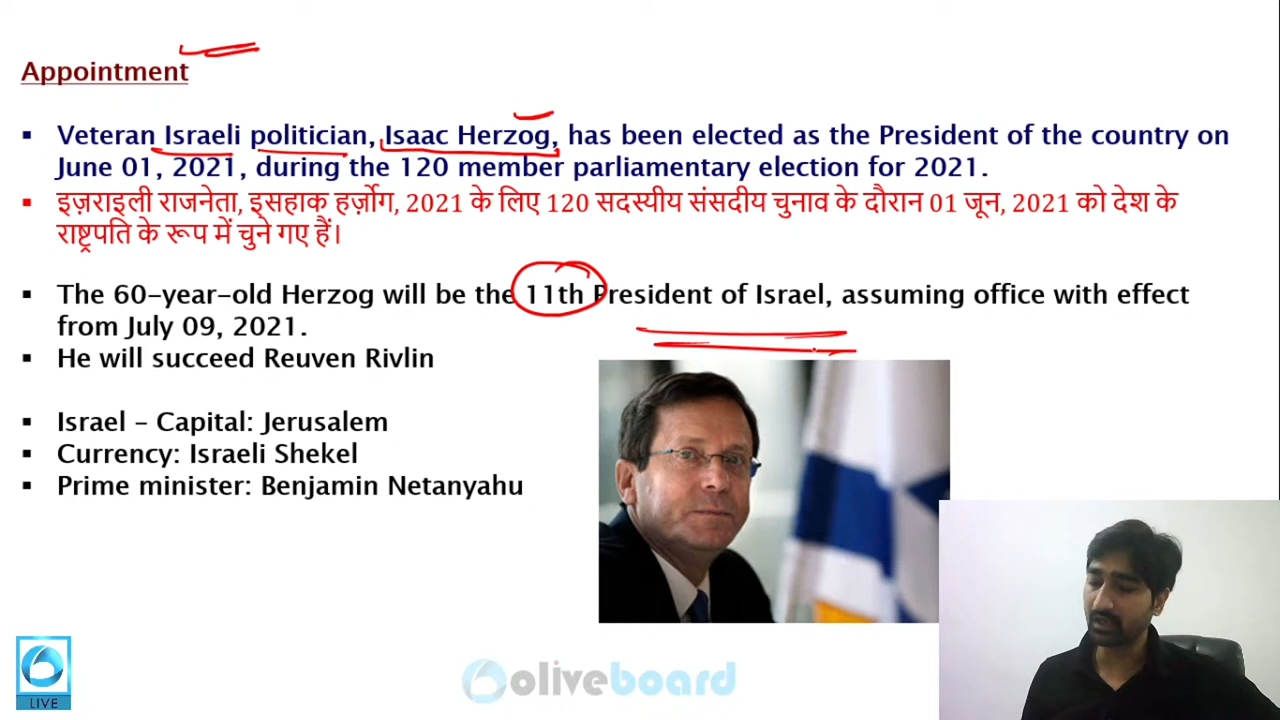 Appointment
▪ Veteran Israeli politician, Isaac Herzog, has been elected as the President of the country on
June 01, 2021, during the 120 member parliamentary election for 2021.
▪ इज़राइली राजनेता, इसहाक हर्ज़ोग, 2021 के लिए 120 सदस्यीय संसदीय चुनाव के दौरान 01 जून, 2021 को देश के
राष्ट्रपति के रूप में चुने गए हैं।
▪ The 60-year-old Herzog will be the 11th President of Israel, assuming office with effect
from July 09, 2021.
▪ He will succeed Reuven Rivlin
▪ Israel – Capital: Jerusalem
▪ Currency: Israeli Shekel
▪ Prime minister: Benjamin Netanyahu
LIVE
oliveboard